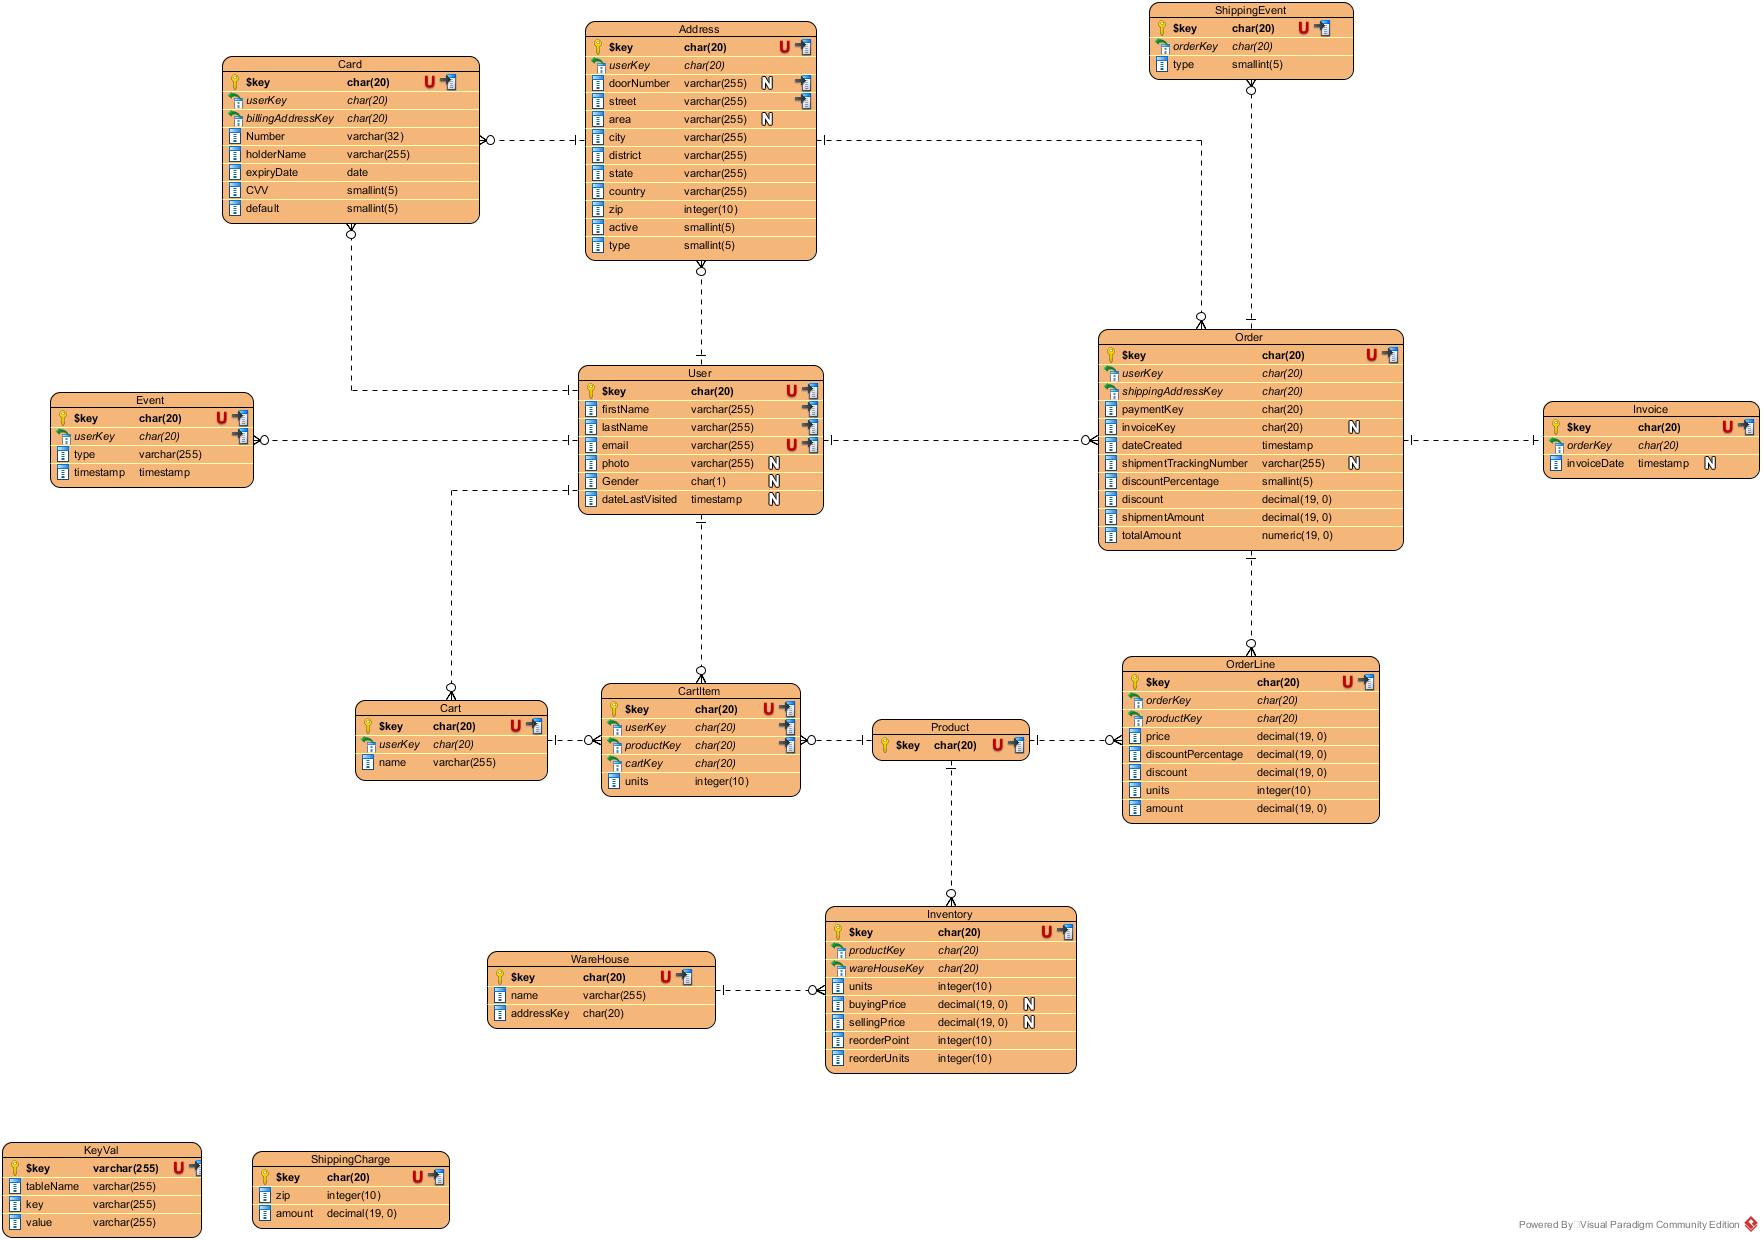 ShippingEvent
$key char(20) U
orderKey char(20)
type smallint(5)
Address
$key char(20) U
userKey char(20)
doorNumber varchar(255) N
street varchar(255)
area varchar(255) N
city varchar(255)
district varchar(255)
state varchar(255)
country varchar(255)
zip integer(10)
active smallint(5)
type smallint(5)
Card
$key char(20) U
userKey char(20)
billingAddressKey char(20)
Number varchar(32)
holderName varchar(255)
expiryDate date
CVV smallint(5)
default smallint(5)
Order
$key char(20) U
userKey char(20)
shippingAddressKey char(20)
paymentKey char(20)
invoiceKey char(20) N
dateCreated timestamp
shipmentTrackingNumber varchar(255) N
discountPercentage smallint(5)
discount decimal(19, 0)
shipmentAmount decimal(19, 0)
totalAmount numeric(19, 0)
User
$key char(20) U
firstName varchar(255)
lastName varchar(255)
email varchar(255) U
photo varchar(255) N
Gender char(1) N
dateLastVisited timestamp N
Event
$key char(20) U
userKey char(20)
type varchar(255)
timestamp timestamp
Invoice
$key char(20) U
orderKey char(20)
invoiceDate timestamp N
OrderLine
$key char(20) U
orderKey char(20)
productKey char(20)
price decimal(19, 0)
discountPercentage decimal(19, 0)
discount decimal(19, 0)
units integer(10)
amount decimal(19, 0)
Cart
$key char(20) U
userKey char(20)
name varchar(255)
CartItem
$key char(20) U
userKey char(20)
productKey char(20)
cartKey char(20)
units integer(10)
Product
$key char(20) U
Inventory
$key char(20) U
productKey char(20)
wareHouseKey char(20)
units integer(10)
buyingPrice decimal(19, 0) N
sellingPrice decimal(19, 0) N
reorderPoint integer(10)
reorderUnits integer(10)
WareHouse
$key char(20) U
name varchar(255)
addressKey char(20)
KeyVal
$key varchar(255) U
tableName varchar(255)
key varchar(255)
value varchar(255)
ShippingCharge
$key char(20) U
zip integer(10)
amount decimal(19, 0)
Powered By Visual Paradigm Community Edition